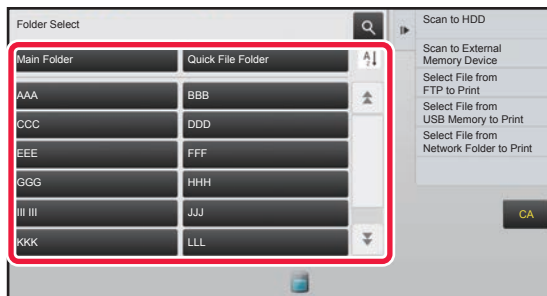 Folder Select
Main Folder
Quick File Folder
AAA
BBB
CCC
DDD
EEE
FFF
GGG
HHH
III III
JJJ
KKK
LLL
Scan to HDD
Scan to External
Memory Device
Select File from
FTP to Print
Select File from
USB Memory to Print
Select File from
Network Folder to Print
CA